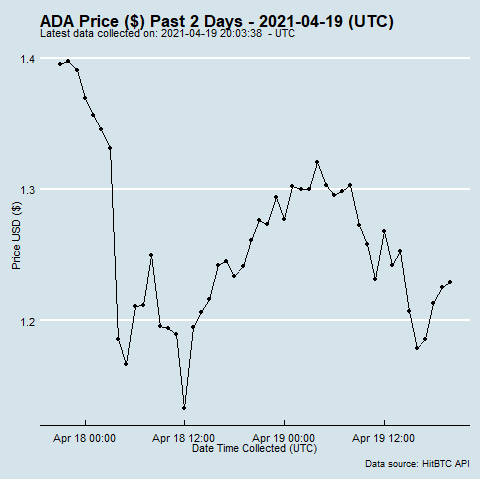 ADA Price ($) Past 2 Days - 2021-04-19 (UTC)
Latest data collected on: 2021-04-19 20:03:38  - UTC
1.4
1.3
1.2
Price USD ($)
Apr 18 00:00
Apr 18 12:00
Apr 19 00:00
Apr 19 12:00
Date Time Collected (UTC)
Data source: HitBTC API